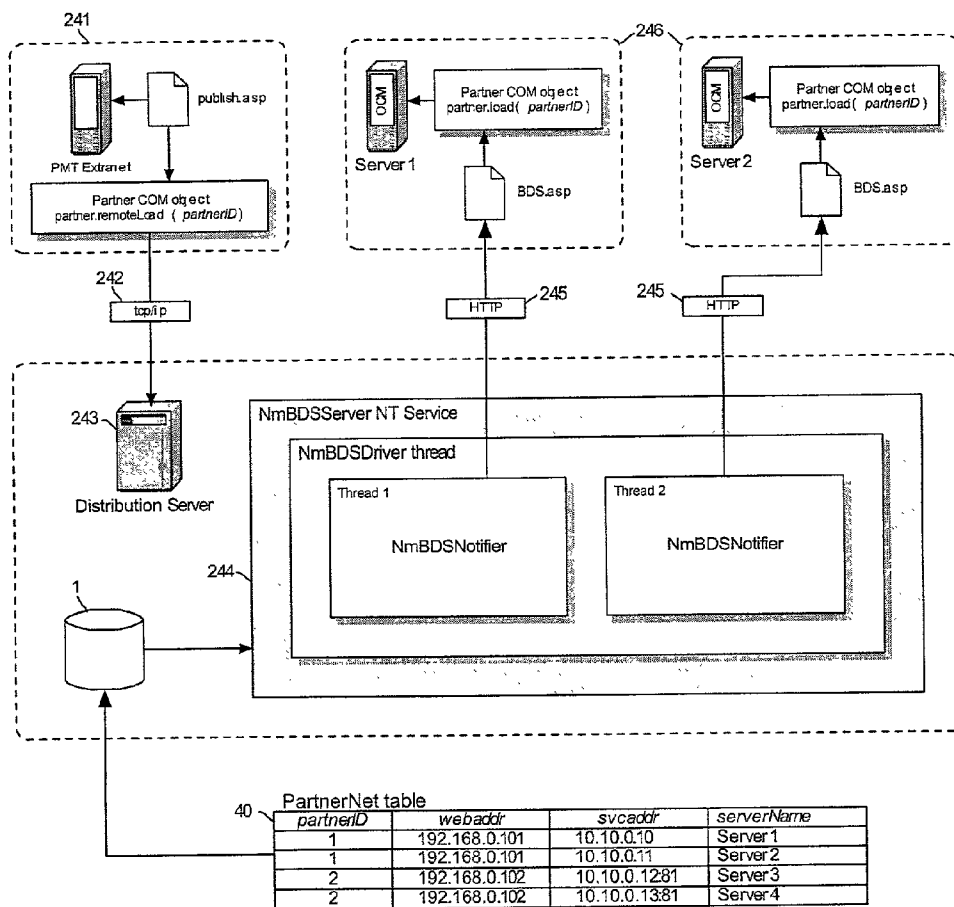 241
publish.asp
PMT Extranet
Partner COM object
partner.remoteLoad ( partnerID)
242
tcp/ip
246
OCM
Server 1
Partner COM object
partner.load( partnerID)
BDS.asp
245
HTTP
OCM
Server 2
Partner COM object
partner.load( partnerID)
BDS.asp
245
HTTP
243
Distribution Server
NmBDSServer NT Service
NmBDSDriver thread
Thread 1
NmBDSNotifier
Thread 2
NmBDSNotifier
244
1
40
PartnerNet table
partnerID webaddr svcaddr serverName
1 192.168.0.101 10.10.0.10 Server1
1 192.168.0.101 10.10.0.11 Server2
2 192.168.0.102 10.10.0.12:81 Server3
2 192.168.0.102 10.10.0.13:81 Server4